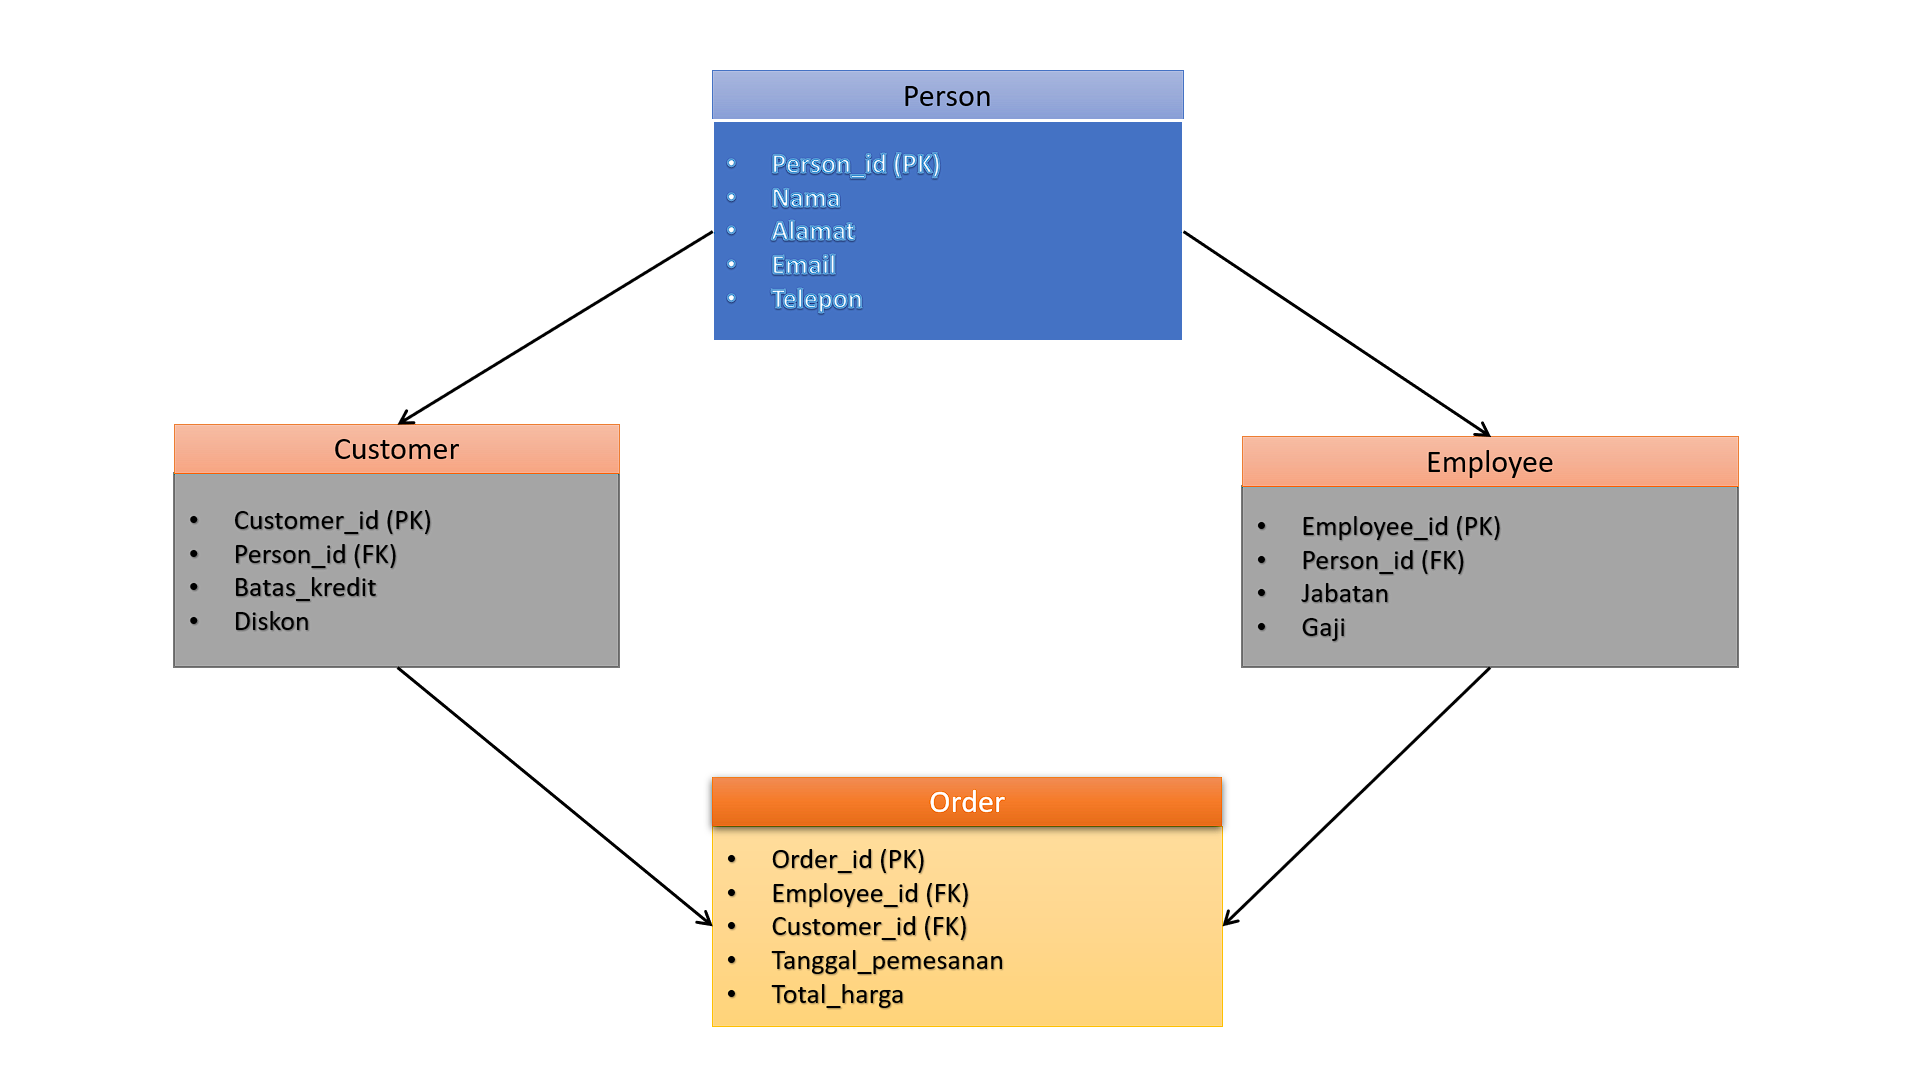 Person
• Person_id (PK)
• Nama
• Alamat
• Email
• Telepon
Customer
• Customer_id (PK)
• Person_id (FK)
• Batas_kredit
• Diskon
Employee
• Employee_id (PK)
• Person_id (FK)
• Jabatan
• Gaji
Order
• Order_id (PK)
• Employee_id (FK)
• Customer_id (FK)
• Tanggal_pemesanan
• Total_harga